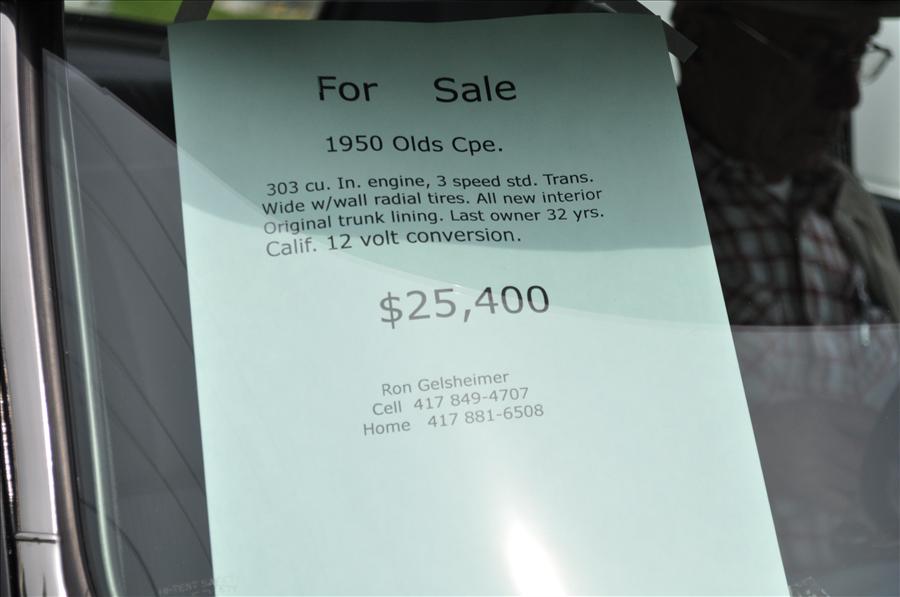 For Sale
1950 Olds Cpe.
303 cu. In. engine, 3 speed std. Trans.
Wide w/wall radial tires. All new interior
Original trunk lining. Last owner 32 yrs.
Calif. 12 volt conversion.
$25,400
Ron Gelsheimer
Cell 417 849-4707
Home 417 881-6508